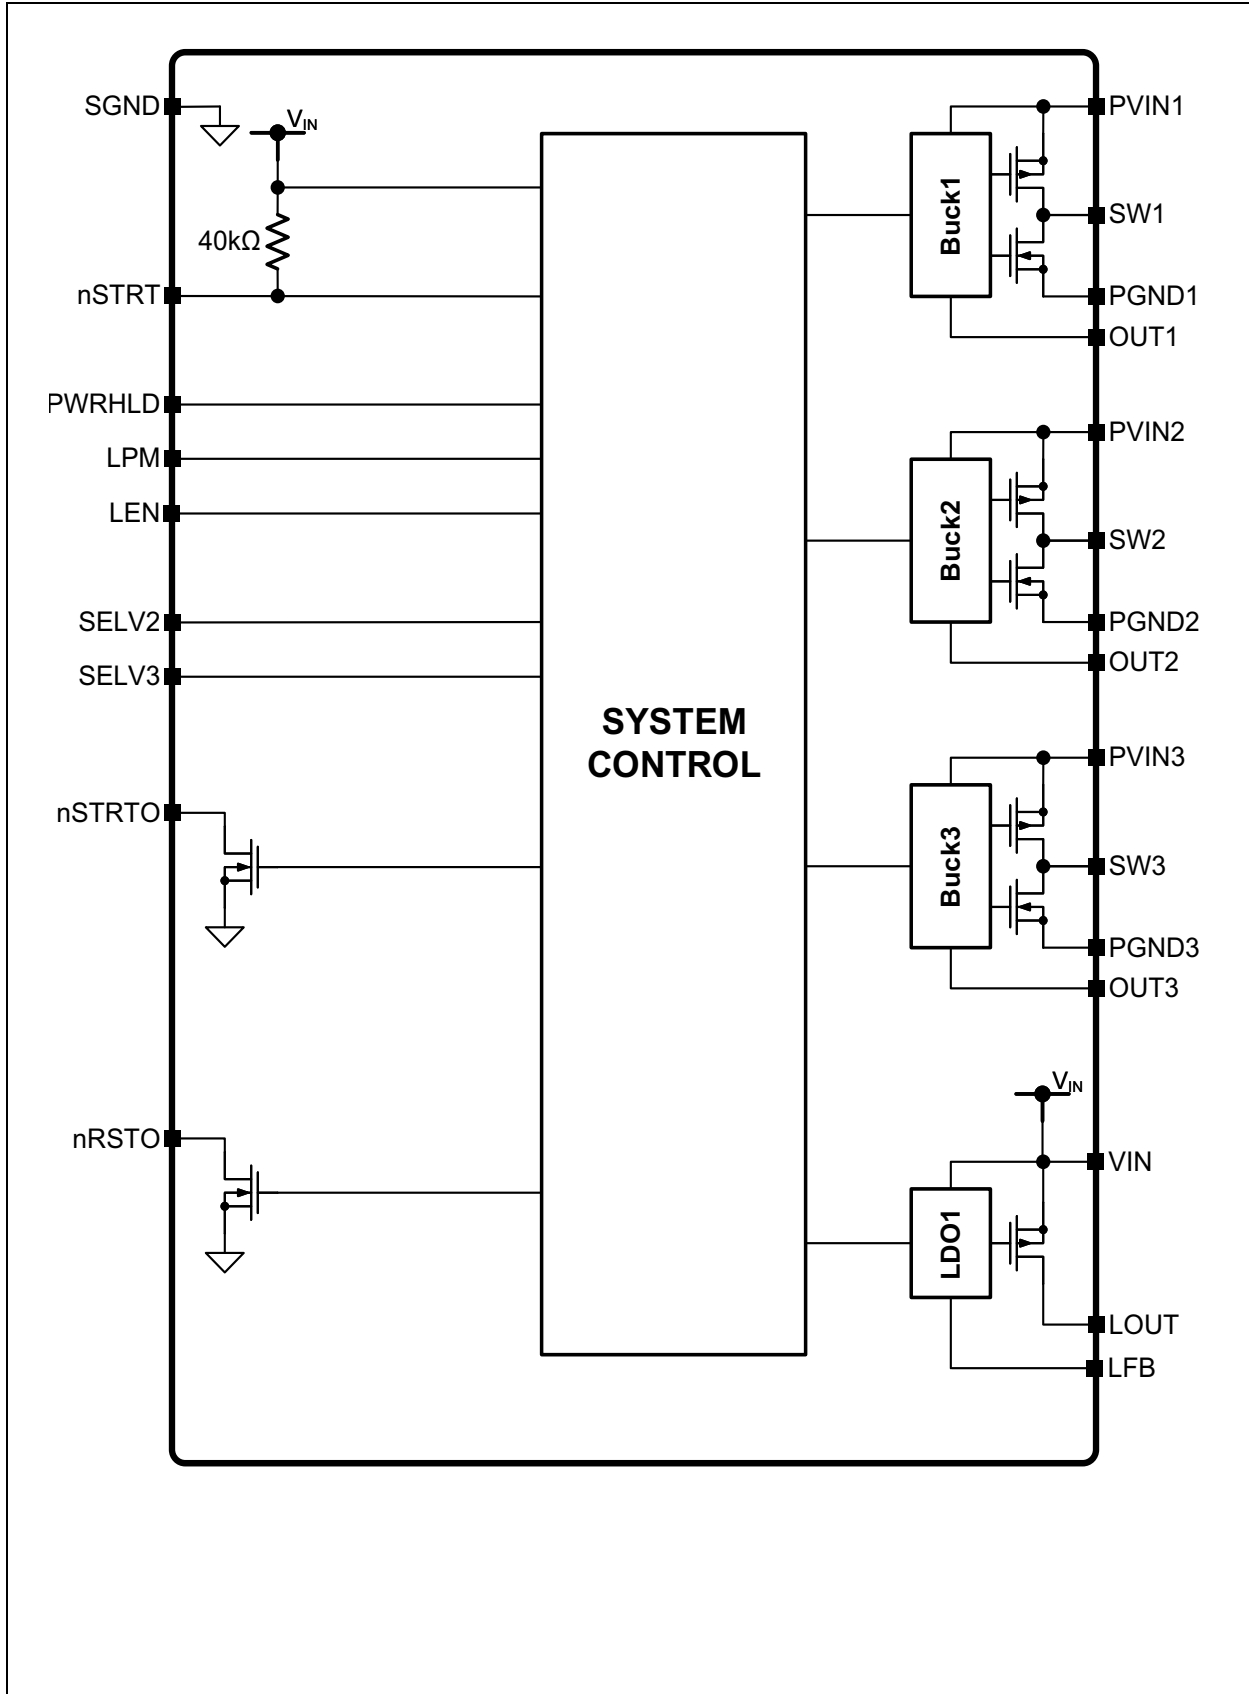 SGND
VIN
40kΩ
nSTRT
PWRHLD
LPM
LEN
SELV2
SELV3
nSTRTO
nRSTO
SYSTEM
CONTROL
Buck1
PVIN1
SW1
PGND1
OUT1
Buck2
PVIN2
SW2
PGND2
OUT2
Buck3
PVIN3
SW3
PGND3
OUT3
VIN
VIN
LDO1
LOUT
LFB